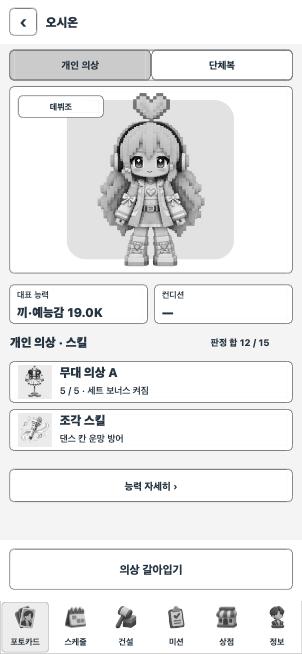 오시온
개인 의상
단체복
데뷔조
대표 능력
끼·예능감 19.0K
컨디션
—
개인 의상 · 스킬
판정 합 12 / 15
무대 의상 A
5 / 5 · 세트 보너스 켜짐
조각 스킬
댄스 칸 운망 방어
능력 자세히 ›
의상 갈아입기
포토카드
스케줄
건설
미션
상점
정보